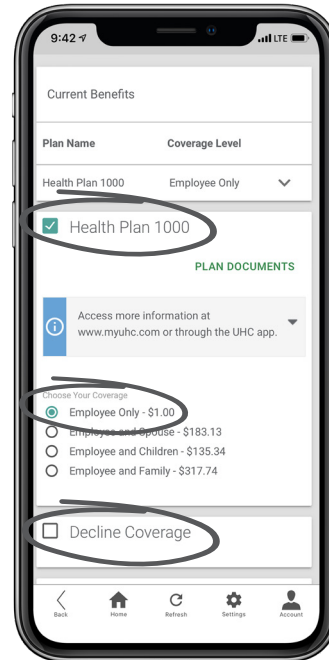 9:42
LTE
Current Benefits
Plan Name Coverage Level
Health Plan 1000 Employee Only
Health Plan 1000
PLAN DOCUMENTS
Access more information at
www.myuhc.com or through the UHC app.
Choose Your Coverage
Employee Only - $1.00
Employee and Spouse - $183.13
Employee and Children - $135.34
Employee and Family - $317.74
Decline Coverage
Back Home Refresh Settings Account